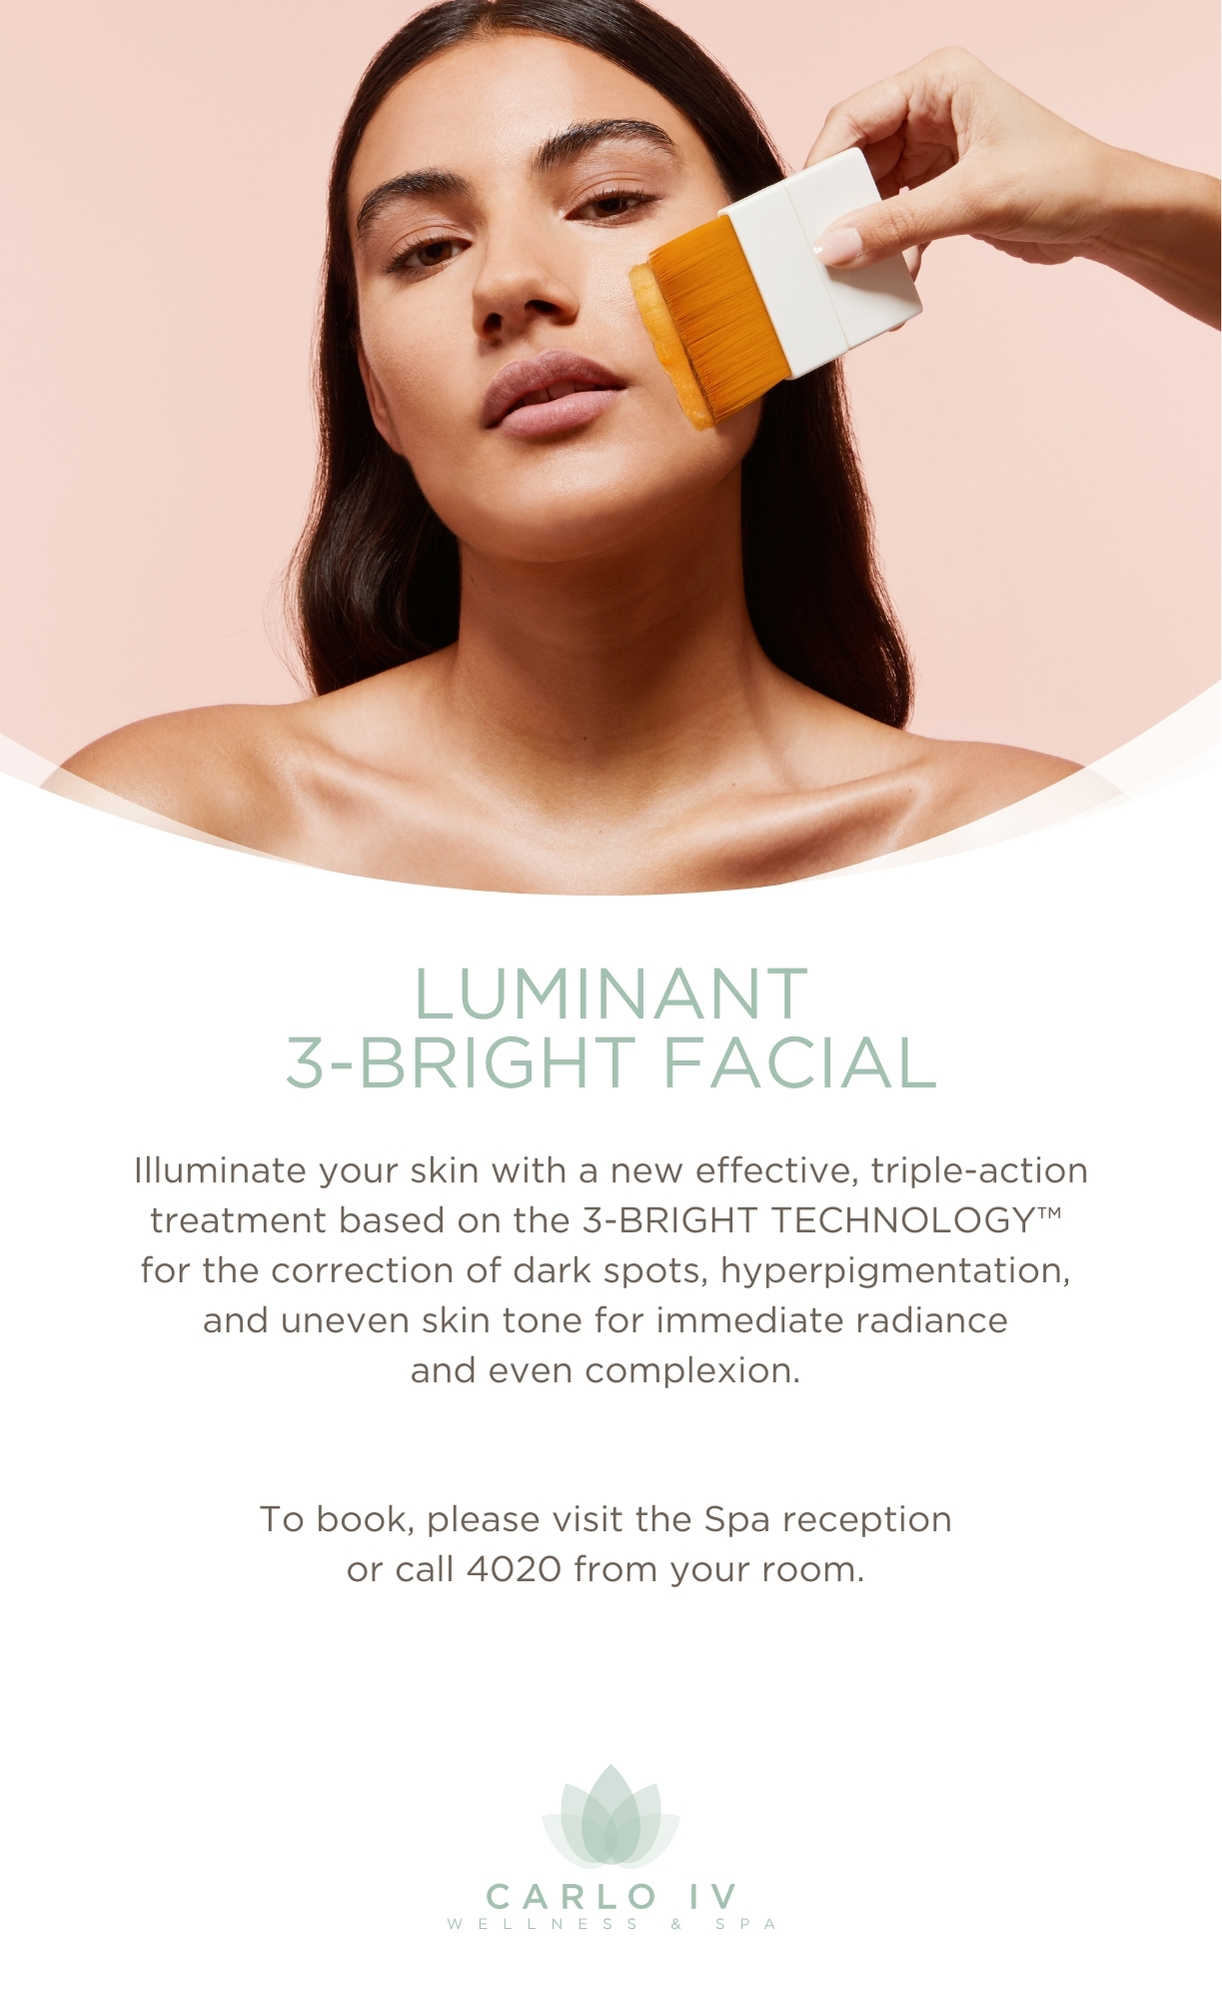 LUMINANT
3-BRIGHT FACIAL
Illuminate your skin with a new effective, triple-action
treatment based on the 3-BRIGHT TECHNOLOGY™
for the correction of dark spots, hyperpigmentation,
and uneven skin tone for immediate radiance
and even complexion.
To book, please visit the Spa reception
or call 4020 from your room.
CARLO IV
WELLNESS & SPA